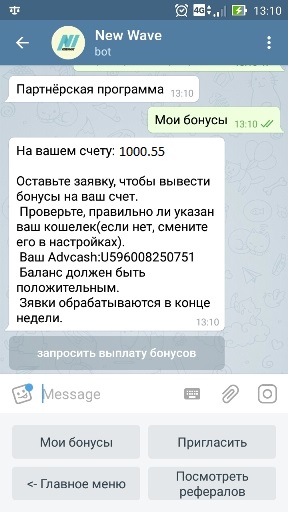 4G 13:10
New Wave
bot
Партнёрская программа 13:10
Мои бонусы 13:10
На вашем счету: 1000.55
Оставьте заявку, чтобы вывести
бонусы на ваш счет.
Проверьте, правильно ли указан
ваш кошелек(если нет, смените
его в настройках).
Ваш Advcash:U596008250751
Баланс должен быть
положительным.
Зявки обрабатываются в конце
недели.
13:10
запросить выплату бонусов
Message
Мои бонусы
Пригласить
<- Главное меню
Посмотреть
рефералов